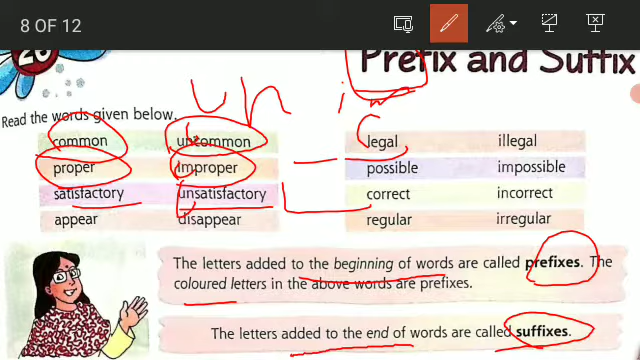 8 OF 12
20
Prefix and Suffix
un i
Read the words given below.
common uncommon legal illegal
proper improper possible impossible
satisfactory unsatisfactory correct incorrect
appear disappear regular irregular
The letters added to the beginning of words are called prefixes. The
coloured letters in the above words are prefixes.
The letters added to the end of words are called suffixes.